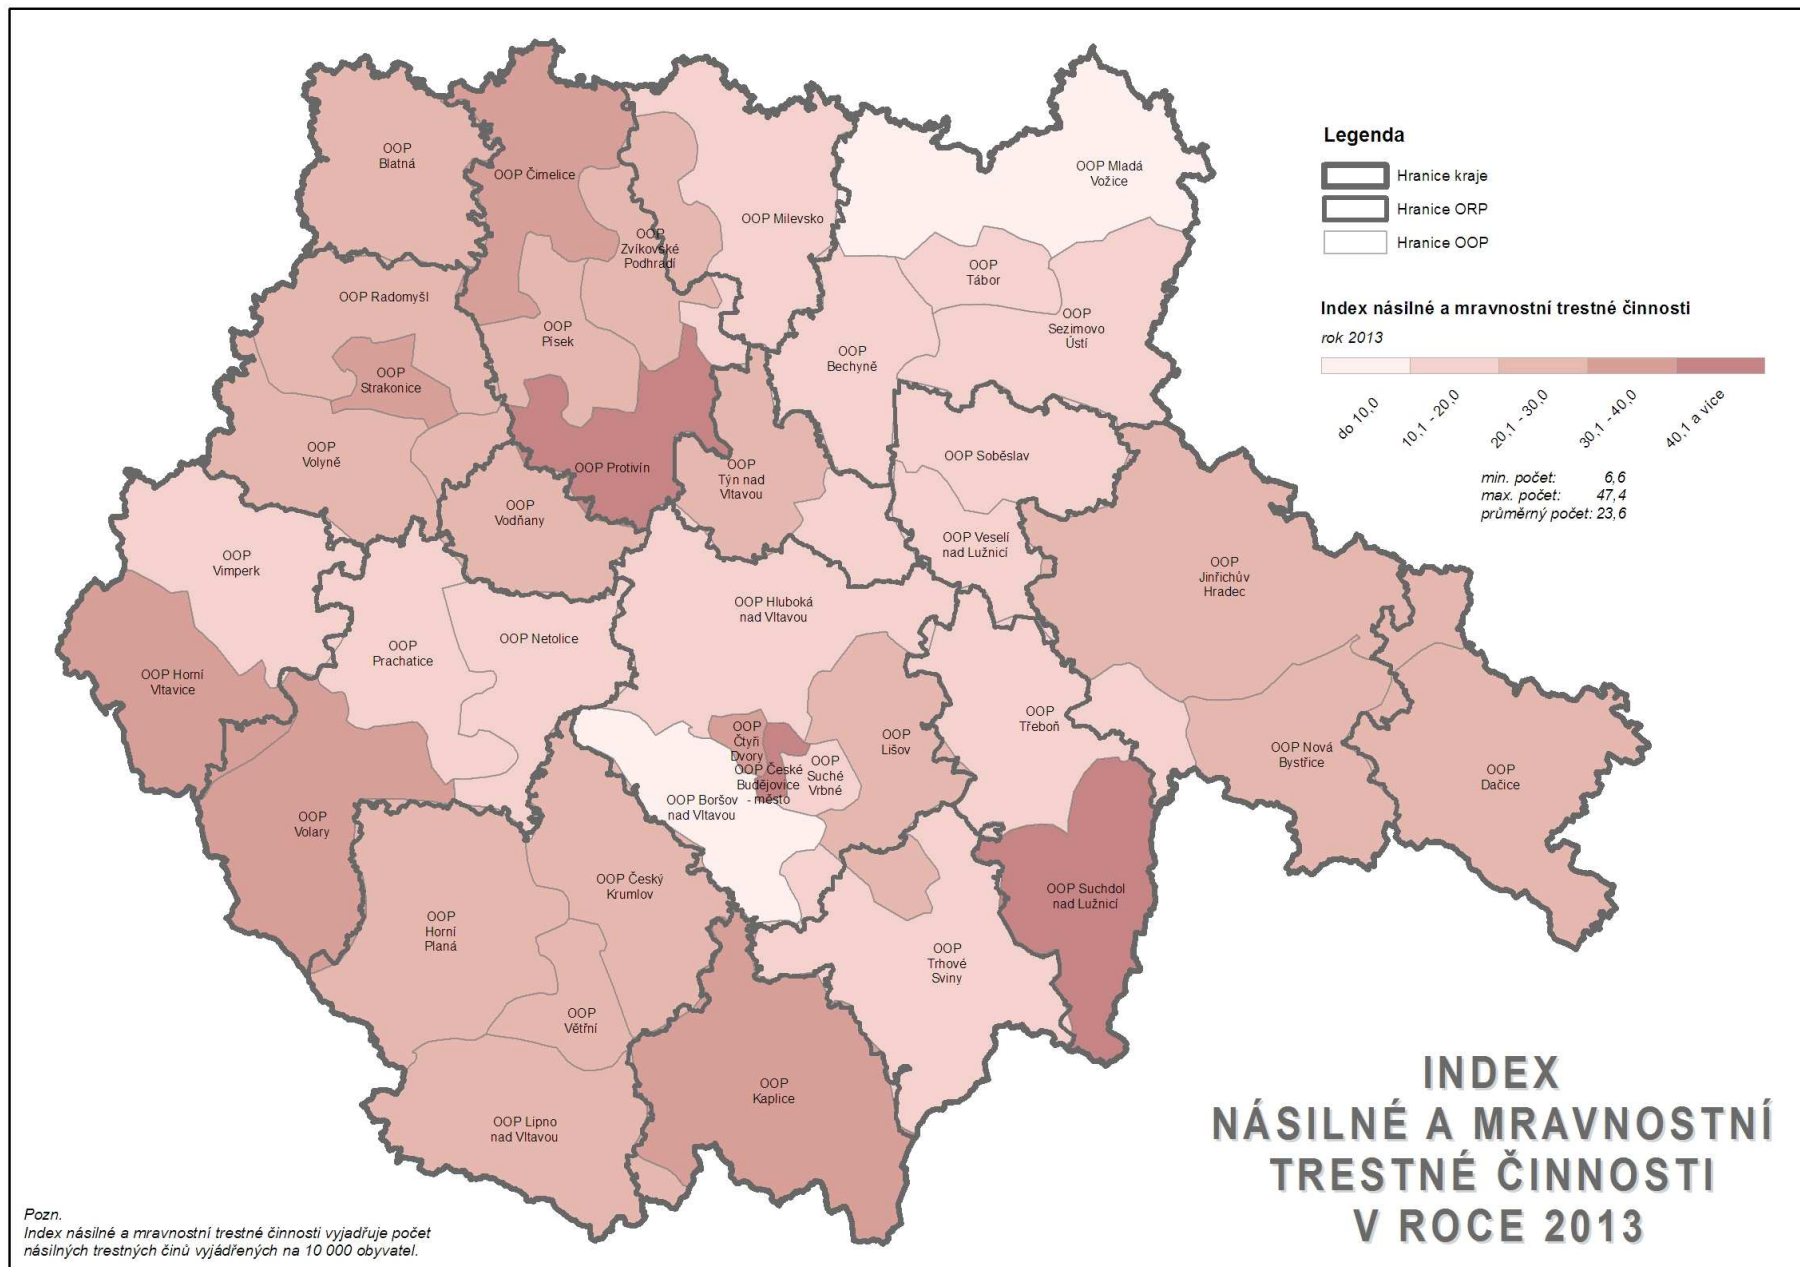 OOP
Blatná
OOP Čimelice
OOP Mladá
Vožice
OOP Milevsko
OOP
Zvíkovské
Podhradí
OOP
Tábor
OOP Radomyšl
OOP
Sezimovo
Ústí
OOP
Písek
OOP
Bechyně
OOP
Strakonice
OOP
Volyně
OOP Protivín
OOP
Týn nad
Vltavou
OOP Soběslav
OOP
Vodňany
OOP Veselí
nad Lužnicí
OOP
Vimperk
OOP
Jinřichův
Hradec
OOP Hluboká
nad Vltavou
OOP Netolice
OOP
Prachatice
OOP Horní
Vltavice
OOP
Třeboň
OOP
Čtyři
Dvory
OOP
Lišov
OOP České
Budějovice
- město
OOP
Suché
Vrbné
OOP Nová
Bystřice
OOP
Dačice
OOP Boršov
nad Vltavou
OOP
Volary
OOP Český
Krumlov
OOP Suchdol
nad Lužnicí
OOP
Horní
Planá
OOP
Trhové
Sviny
OOP
Větřní
OOP
Kaplice
OOP Lipno
nad Vltavou
Legenda
Hranice kraje
Hranice ORP
Hranice OOP
Index násilné a mravnostní trestné činnosti
rok 2013
do 10,0
10,1 - 20,0
20,1 - 30,0
30,1 - 40,0
40,1 a více
min. počet: 6,6
max. počet: 47,4
průměrný počet: 23,6
INDEX
NÁSILNÉ A MRAVNOSTNÍ
TRESTNÉ ČINNOSTI
V ROCE 2013
Pozn.
Index násilné a mravnostní trestné činnosti vyjadřuje počet
násilných trestných činů vyjádřených na 10 000 obyvatel.